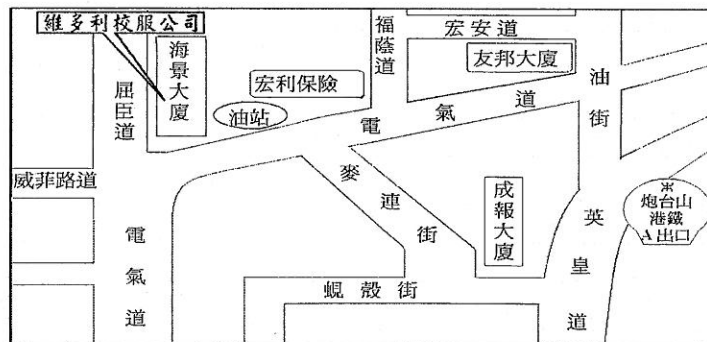 維多利校服公司
海景大廈
屈臣道
宏利保險
油站
福蔭道
宏安道
友邦大廈
油街
電氣道
威菲路道
麥連街
成報大廈
英皇道
炮台山
港鐵
A出口
電氣道
蜆殼街